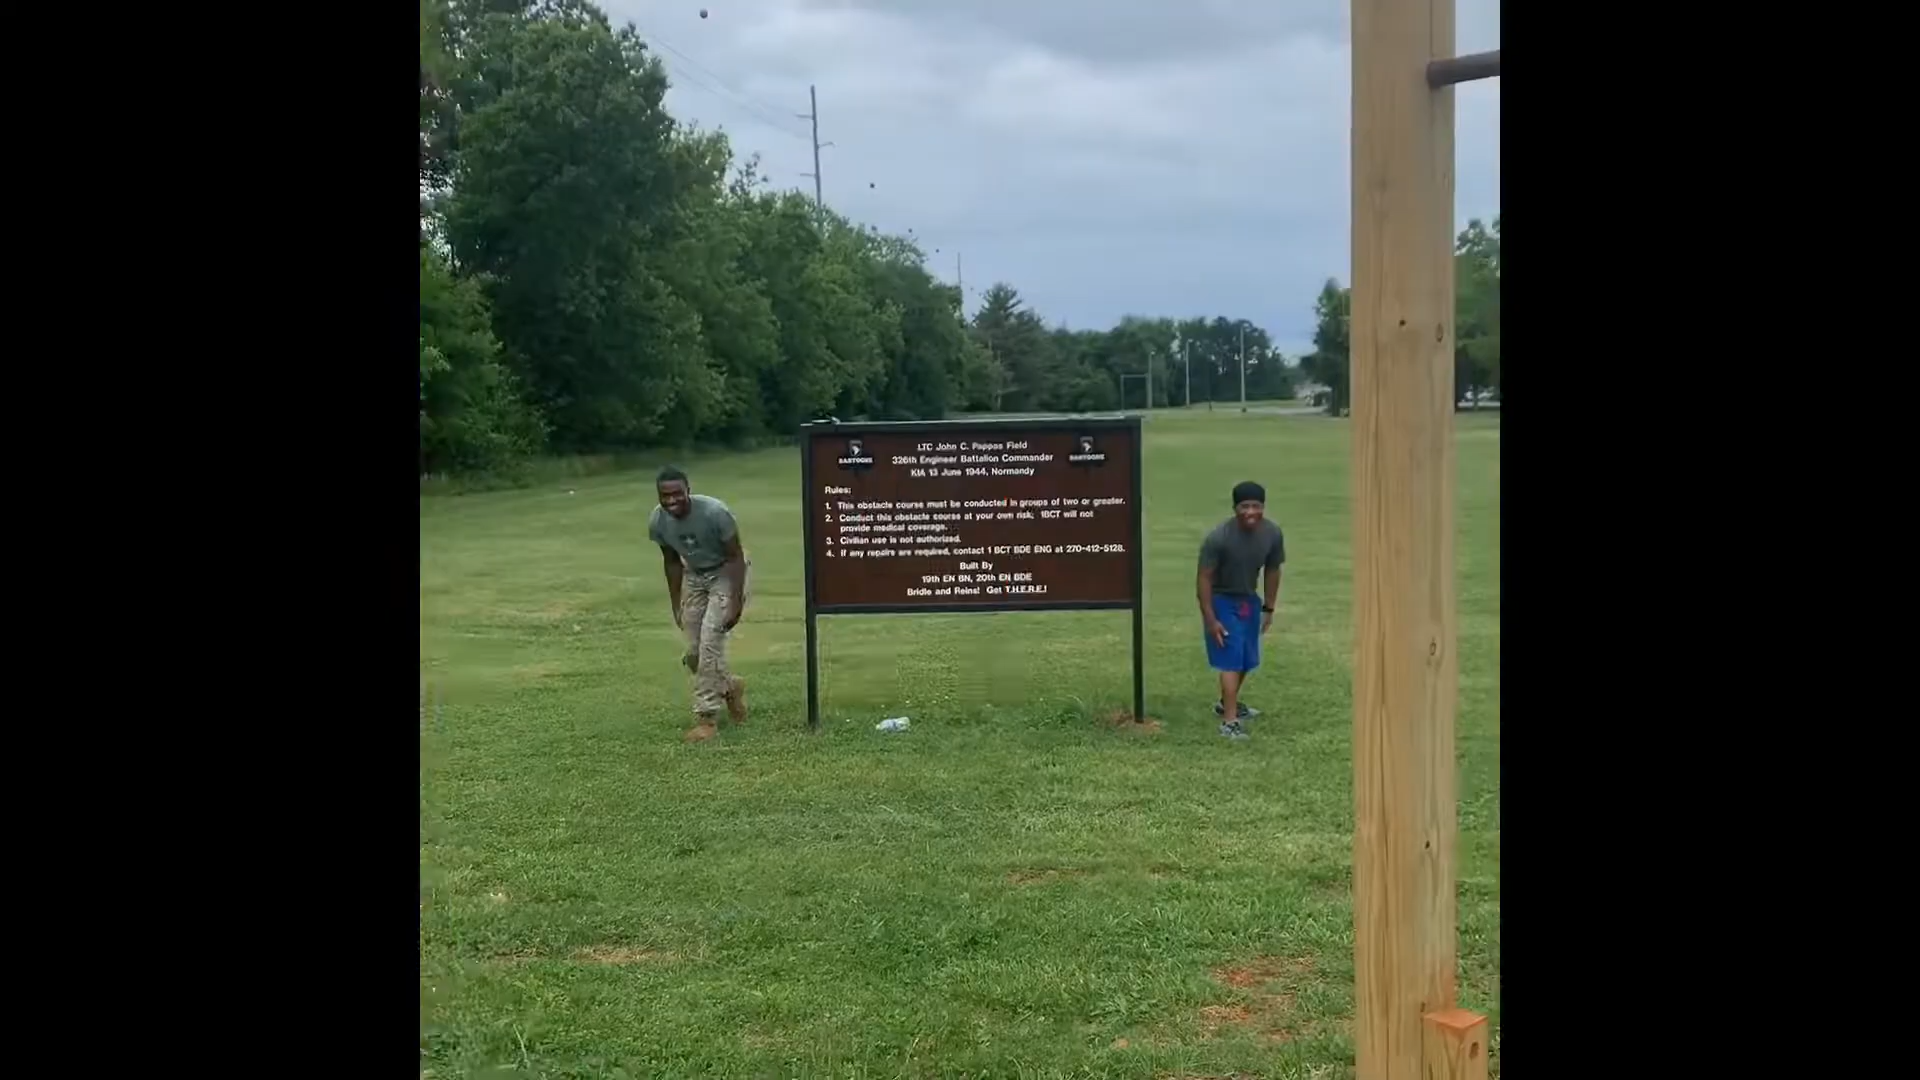 LTC John C. Pappas Field
326th Engineer Battalion Commander
KIA 13 June 1944, Normandy
BASTOGNE
BASTOGNE
Rules:
1. This obstacle course must be conducted in groups of two or greater.
2. Conduct this obstacle course at your own risk; 1BCT will not
provide medical coverage.
3. Civilian use is not authorized.
4. If any repairs are required, contact 1 BCT BDE ENG at 270-412-5128.
Built By
19th EN BN, 20th EN BDE
Bridle and Reins! Get T.H.E.R.E.!